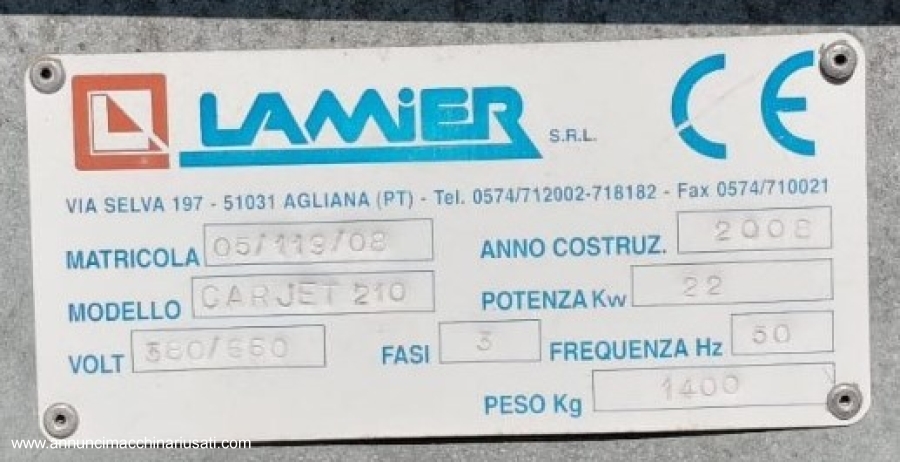 LAMiER S.R.L. CE
VIA SELVA 197 - 51031 AGLIANA (PT) - Tel. 0574/712002-718182 - Fax 0574/710021
MATRICOLA 05/119/08 ANNO COSTRUZ. 2008
MODELLO CARJET 210 POTENZA Kw 22
VOLT 380/660 FASI 3 FREQUENZA Hz 50
PESO Kg 1400
www.annuncimacchinariusati.com